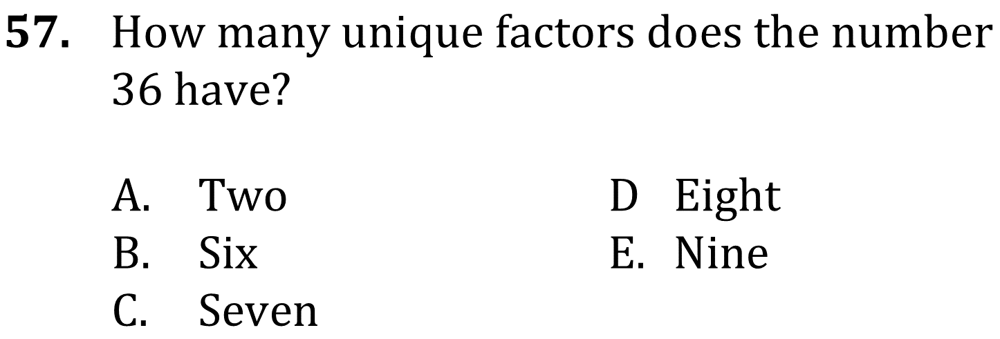 57. How many unique factors does the number
36 have?
A. Two
B. Six
C. Seven
D Eight
E. Nine